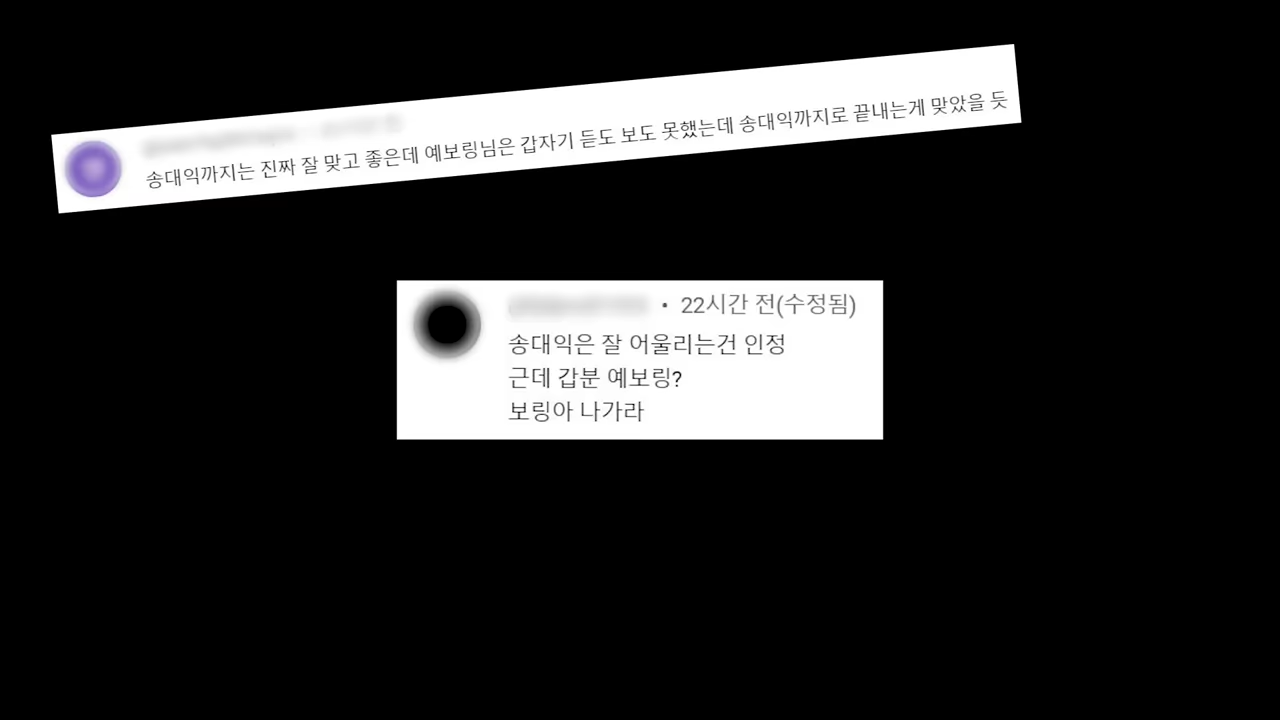 송대익까지는 진짜 잘 맞고 좋은데 예보링님은 갑자기 듣도 보도 못했는데 송대익까지로 끝내는게 맞았을 듯
• 22시간 전(수정됨)
송대익은 잘 어울리는건 인정
근데 갑분 예보링?
보링아 나가라